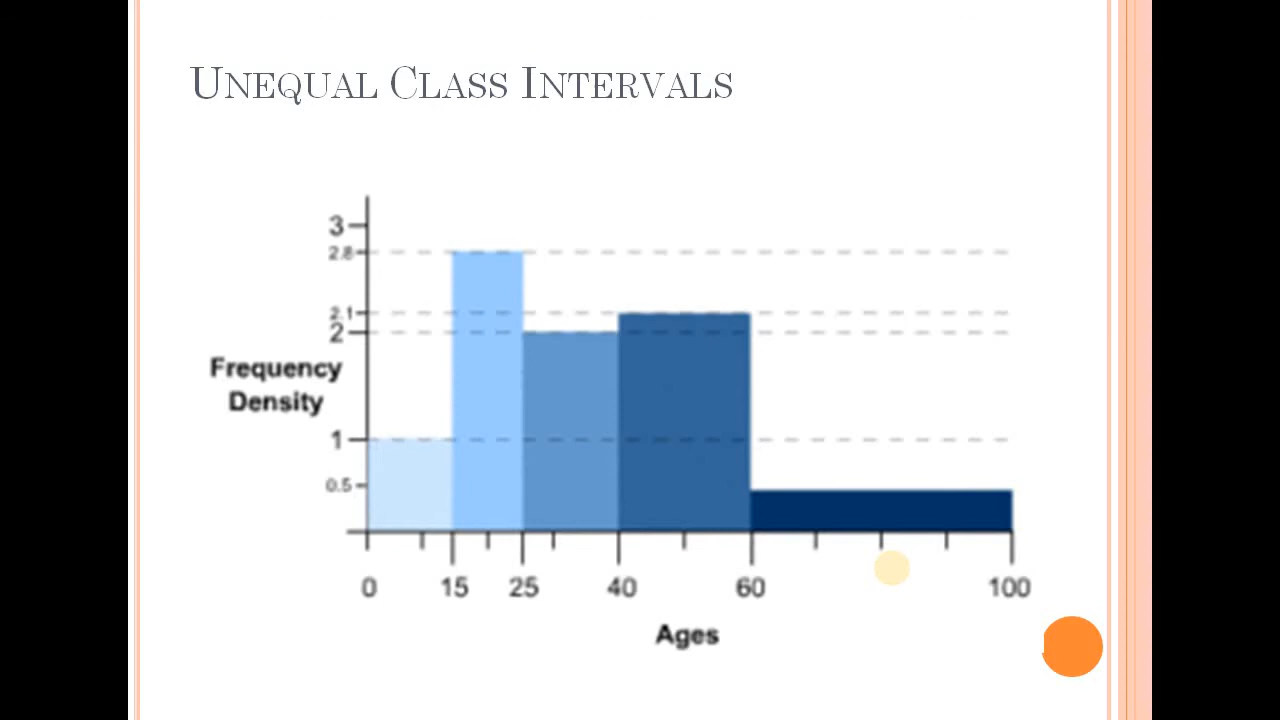 UNEQUAL CLASS INTERVALS
3
2.8
2.1
2
Frequency
Density
1
0.5
0 15 25 40 60 100
Ages